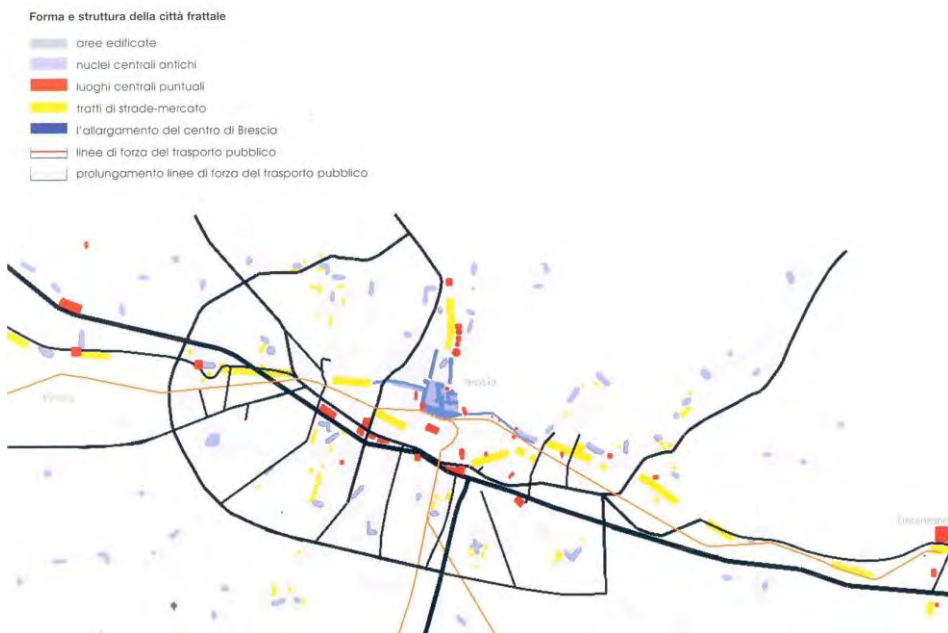 Forma e struttura della città frattale
aree edificate
nuclei centrali antichi
luoghi centrali puntuali
tratti di strade-mercato
l'allargamento del centro di Brescia
linee di forza del trasporto pubblico
prolungamento linee di forza del trasporto pubblico
Brescia